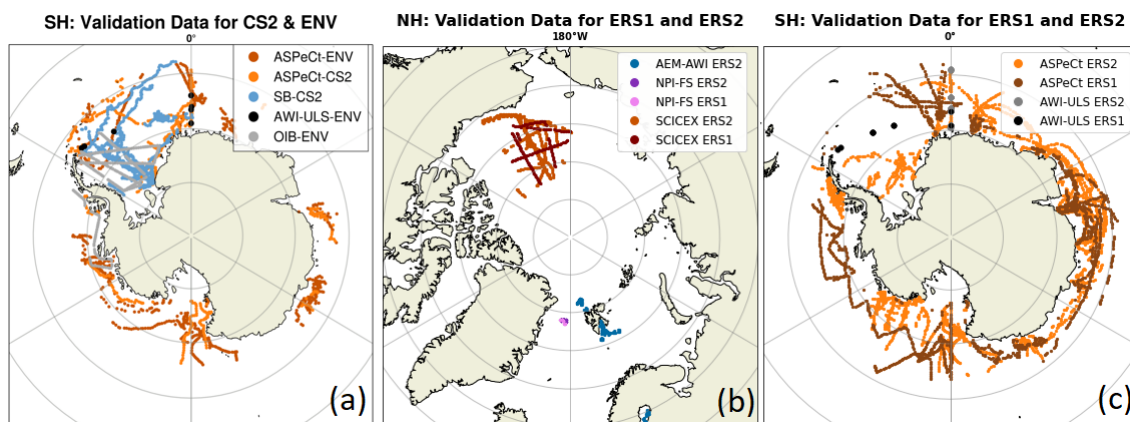 SH: Validation Data for CS2 & ENV
0°
ASPeCt-ENV
ASPeCt-CS2
SB-CS2
AWI-ULS-ENV
OIB-ENV
(a)
NH: Validation Data for ERS1 and ERS2
180°W
AEM-AWI ERS2
NPI-FS ERS2
NPI-FS ERS1
SCICEX ERS2
SCICEX ERS1
(b)
SH: Validation Data for ERS1 and ERS2
0°
ASPeCt ERS2
ASPeCt ERS1
AWI-ULS ERS2
AWI-ULS ERS1
(c)